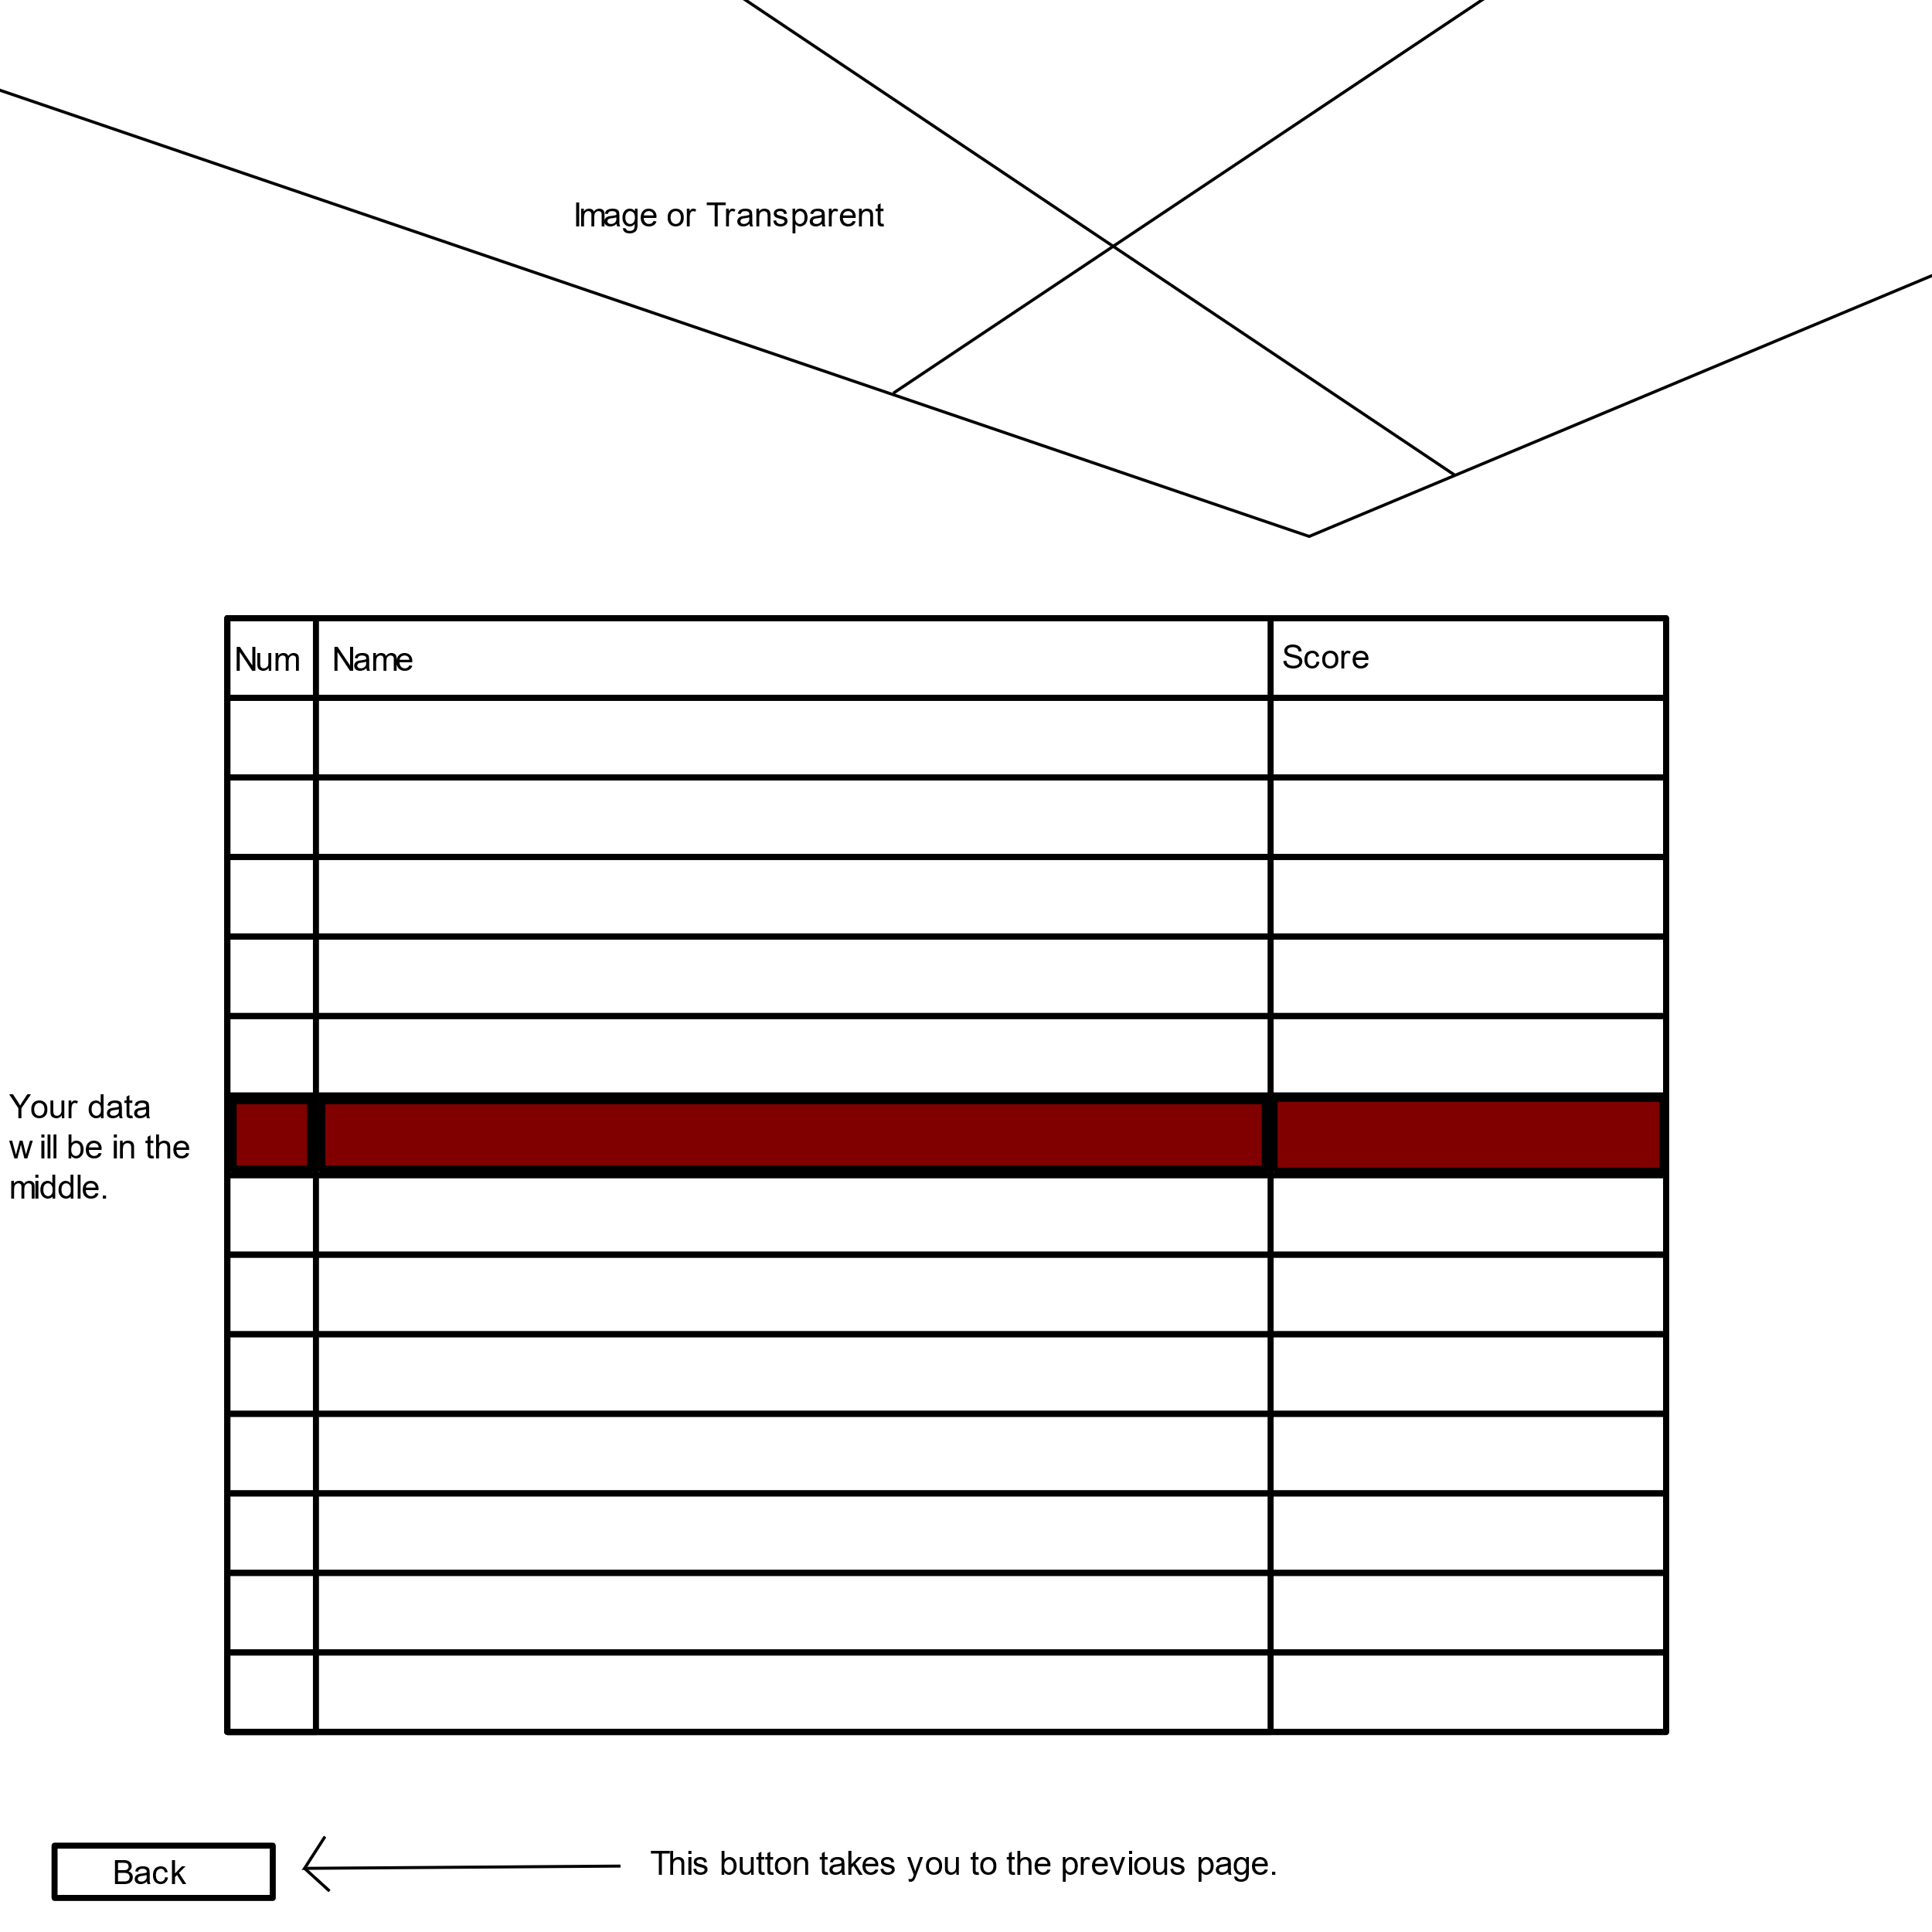 Image or Transparent
Num Name Score
Your data
will be in the
middle.
Back
This button takes you to the previous page.